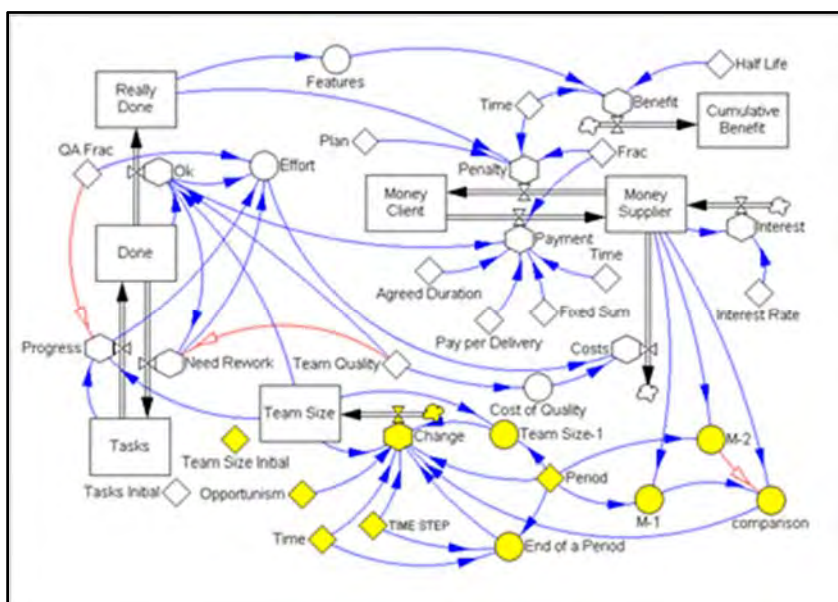 Features
Half Life
Really
Done
Time
Benefit
Cumulative
Benefit
QA Frac
Plan
Ok
Effort
Penalty
Frac
Money
Client
Money
Supplier
Interest
Done
Payment
Time
Agreed Duration
Fixed Sum
Interest Rate
Pay per Delivery
Progress
Need Rework
Team Quality
Costs
Team Size
Cost of Quality
Change
Team Size-1
M-2
Tasks
Team Size Initial
Tasks Initial
Opportunism
Period
M-1
comparison
Time
TIME STEP
End of a Period